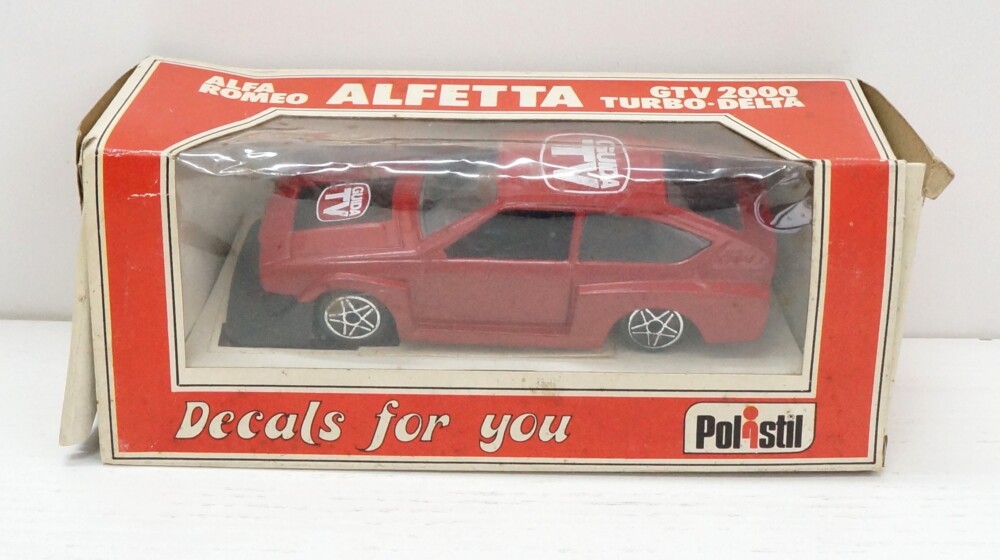 ALFA
ROMEO
ALFETTA
GTV 2000
TURBO-DELTA
GUIDA
TV
GUIDA
TV
Decals for you
Polistil